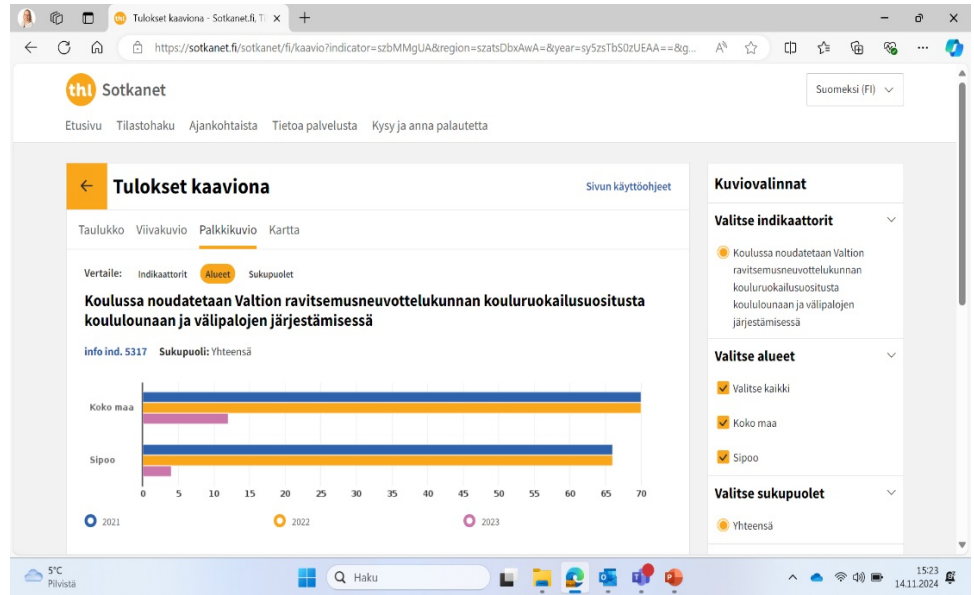 Tulokset kaaviona - Sotkanet.fi, Ti
https://sotkanet.fi/sotkanet/fi/kaavio?indicator=szbMMgUA&region=szatsDbxAwA=&year=sy5zsTbS0zUEAA==&g...
thl Sotkanet
Suomeksi (FI)
Etusivu Tilastohaku Ajankohtaista Tietoa palvelusta Kysy ja anna palautetta
Tulokset kaaviona
Sivun käyttöohjeet
Taulukko Viivakuvio Palkkikuvio Kartta
Vertaile: Indikaattorit Alueet Sukupuolet
Koulussa noudatetaan Valtion ravitsemusneuvottelukunnan kouluruokailusuositusta
koululounaan ja välipalojen järjestämisessä
info ind. 5317 Sukupuoli: Yhteensä
Koko maa
Sipoo
0 5 10 15 20 25 30 35 40 45 50 55 60 65 70
2021 2022 2023
Kuviovalinnat
Valitse indikaattorit
Koulussa noudatetaan Valtion
ravitsemusneuvottelukunnan
kouluruokailusuositusta
koululounaan ja välipalojen
järjestämisessä
Valitse alueet
Valitse kaikki
Koko maa
Sipoo
Valitse sukupuolet
Yhteensä
5°C
Pilvistä
Haku
15:23
14.11.2024